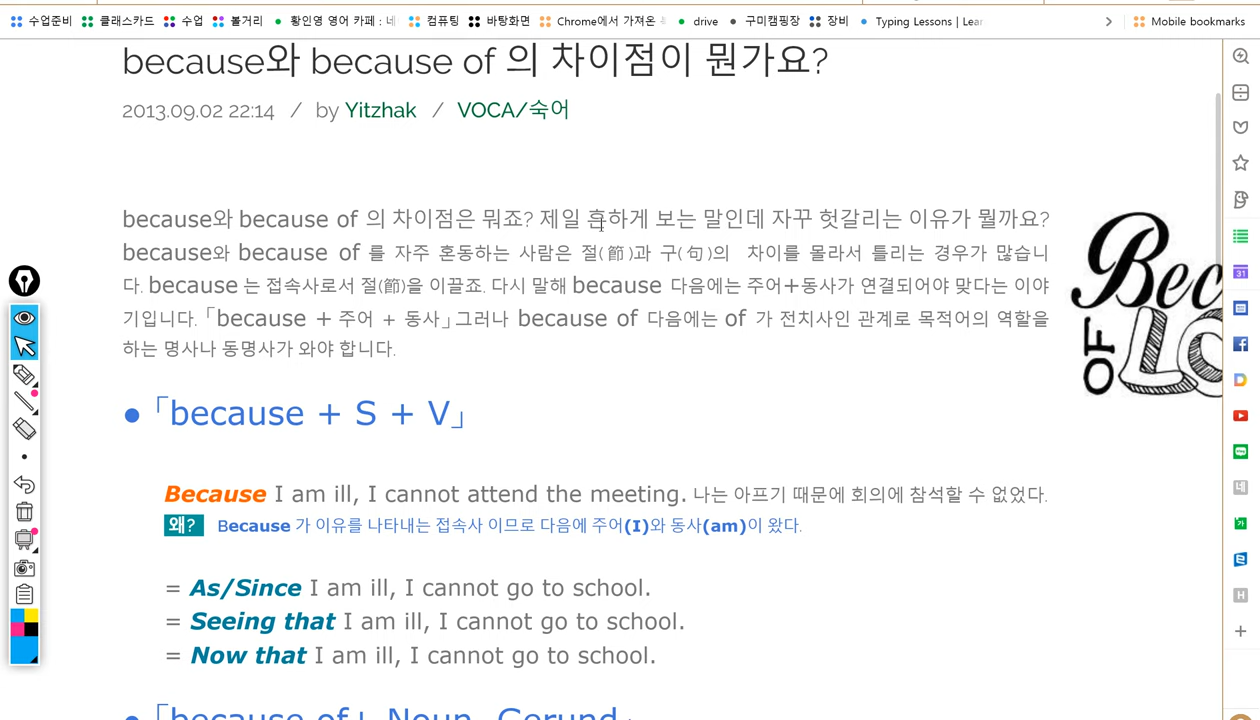 수업준비 클래스카드 수업 볼거리 황인영 영어 카페 : 네 컴퓨팅 바탕화면 Chrome에서 가져온 drive 구미캠핑장 장비 Typing Lessons | Lear Mobile bookmarks
because와 because of 의 차이점이 뭔가요?
2013.09.02 22:14 / by Yitzhak / VOCA/숙어
because와 because of 의 차이점은 뭐죠? 제일 흔하게 보는 말인데 자꾸 헛갈리는 이유가 뭘까요?
because와 because of 를 자주 혼동하는 사람은 절(節)과 구(句)의 차이를 몰라서 틀리는 경우가 많습니
다. because 는 접속사로서 절(節)을 이끌죠. 다시 말해 because 다음에는 주어+동사가 연결되어야 맞다는 이야
기입니다. 「because + 주어 + 동사」그러나 because of 다음에는 of 가 전치사인 관계로 목적어의 역할을
하는 명사나 동명사가 와야 합니다.
Bec
OF LO
● 「because + S + V」
Because I am ill, I cannot attend the meeting. 나는 아프기 때문에 회의에 참석할 수 없었다.
왜? Because 가 이유를 나타내는 접속사 이므로 다음에 주어(I)와 동사(am)이 왔다.
= As/Since I am ill, I cannot go to school.
= Seeing that I am ill, I cannot go to school.
= Now that I am ill, I cannot go to school.
● 「because of+ Noun, Gerund」